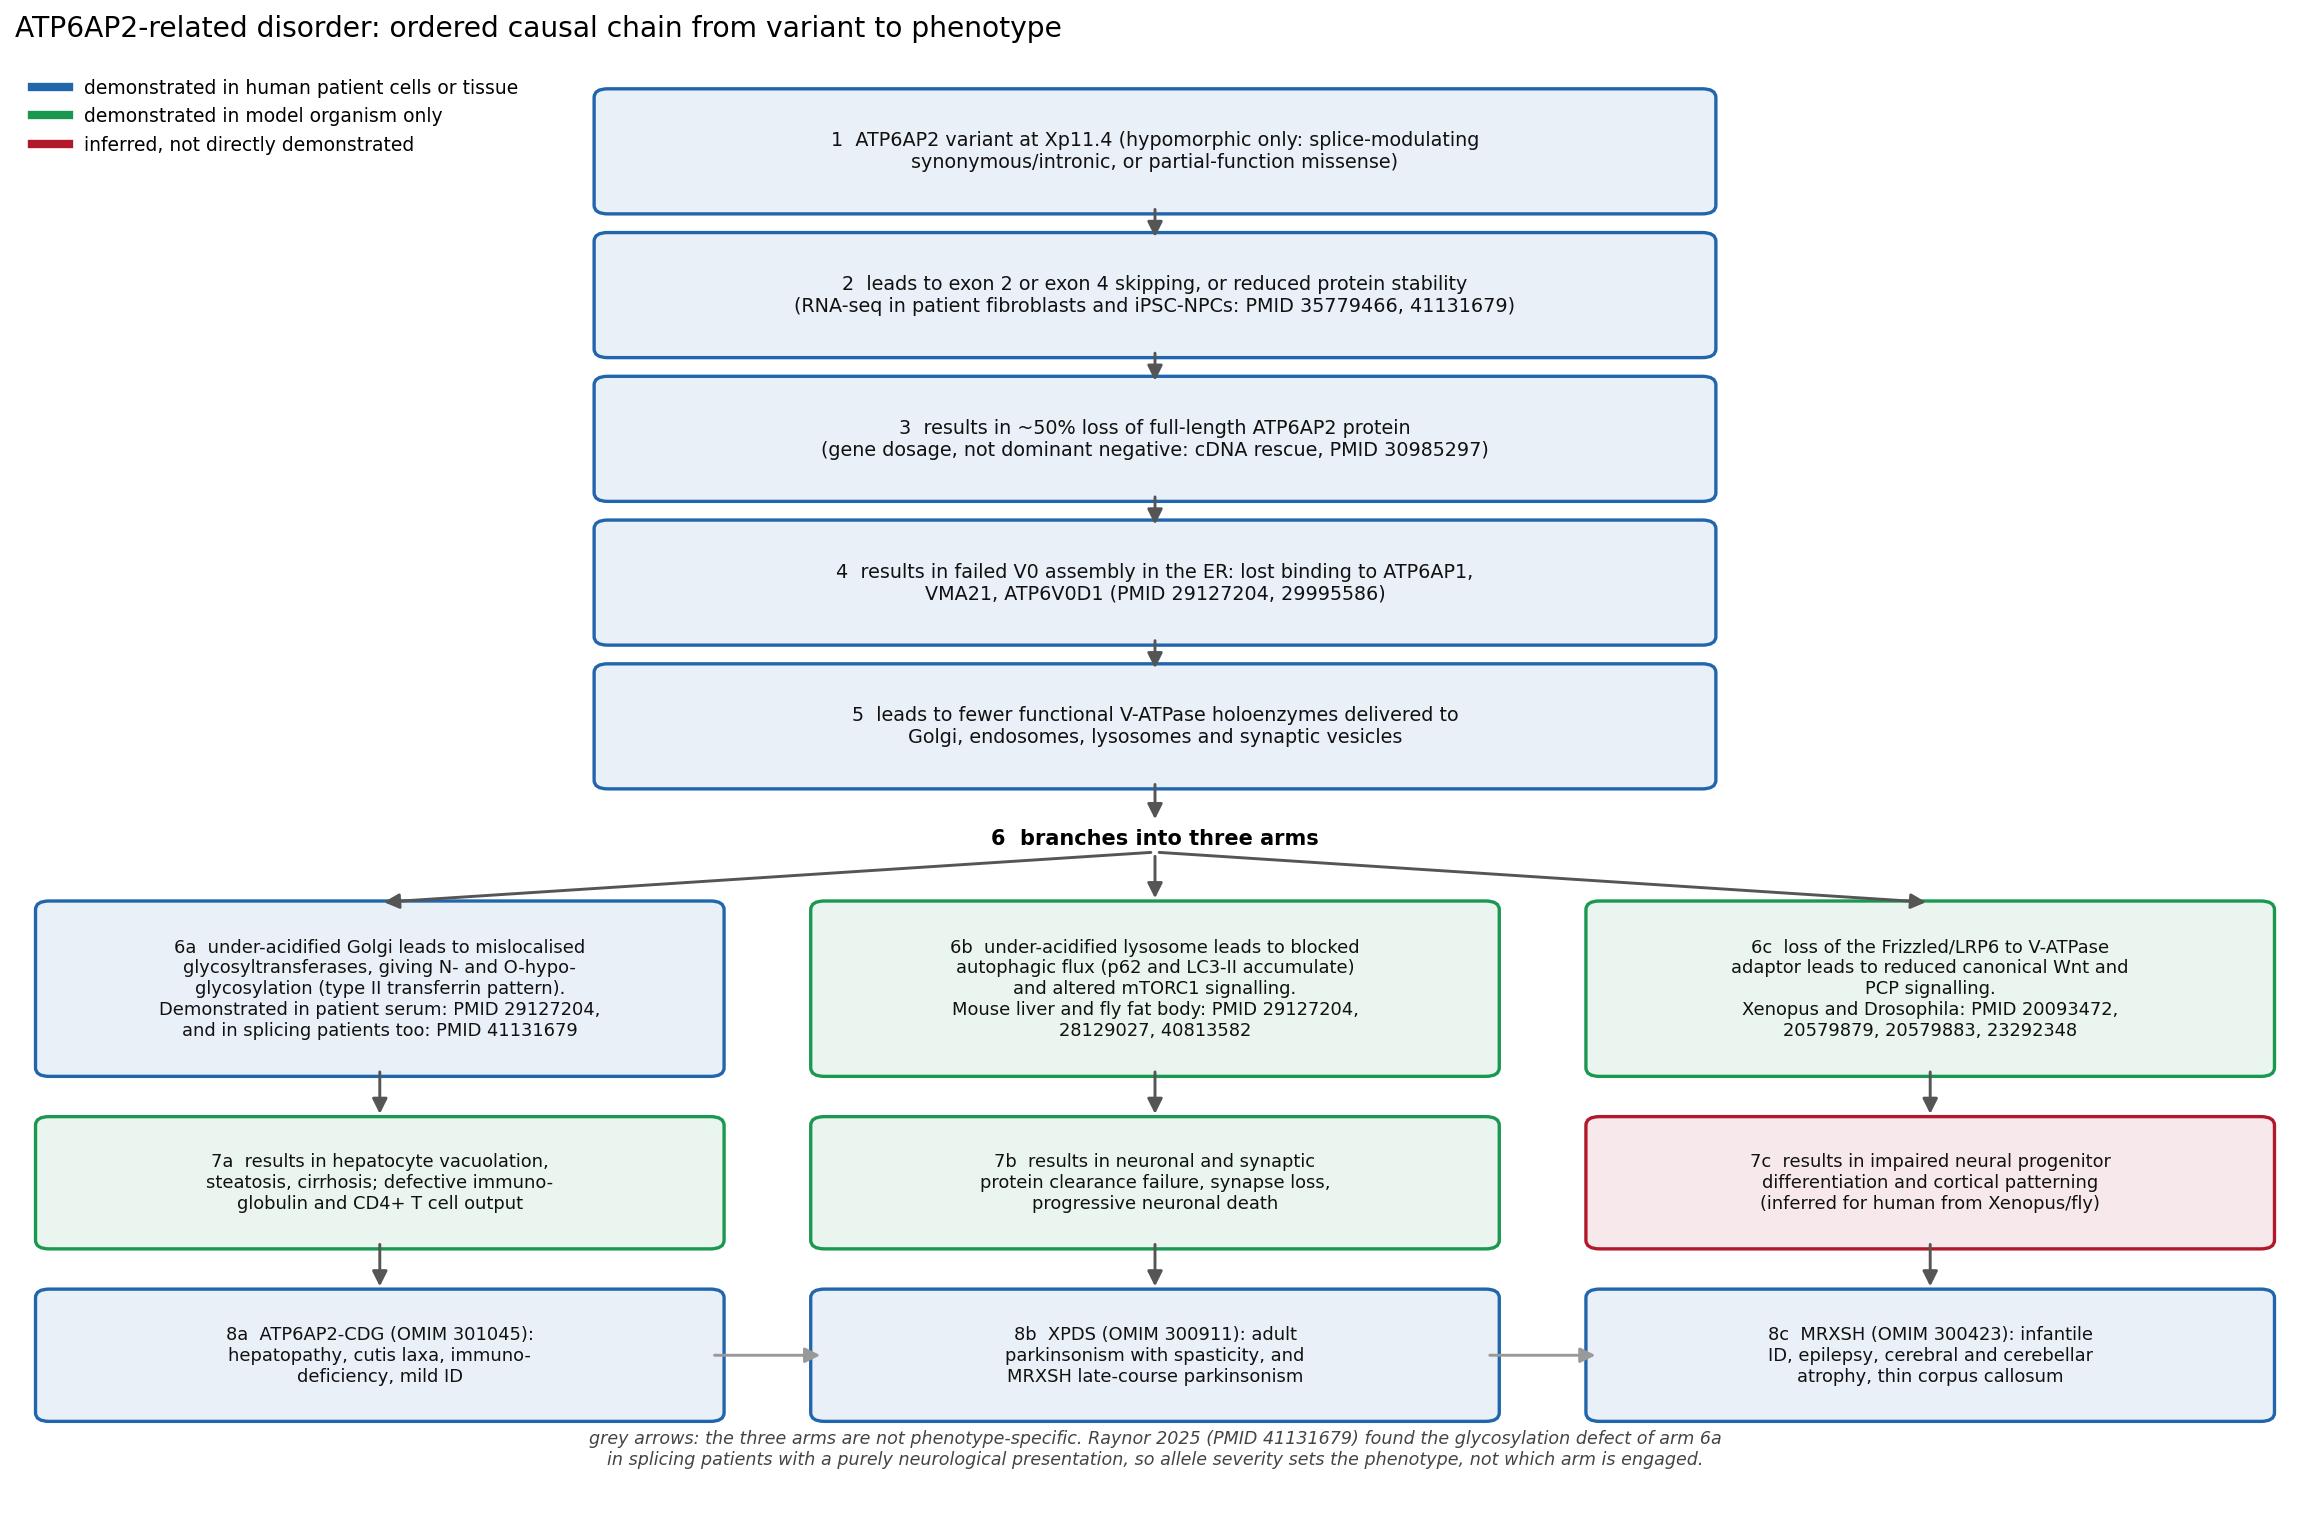 ATP6AP2-related disorder: ordered causal chain from variant to phenotype
demonstrated in human patient cells or tissue
demonstrated in model organism only
inferred, not directly demonstrated
1  ATP6AP2 variant at Xp11.4 (hypomorphic only: splice-modulating
synonymous/intronic, or partial-function missense)
2  leads to exon 2 or exon 4 skipping, or reduced protein stability
(RNA-seq in patient fibroblasts and iPSC-NPCs: PMID 35779466, 41131679)
3  results in ~50% loss of full-length ATP6AP2 protein
(gene dosage, not dominant negative: cDNA rescue, PMID 30985297)
4  results in failed V0 assembly in the ER: lost binding to ATP6AP1,
VMA21, ATP6V0D1 (PMID 29127204, 29995586)
5  leads to fewer functional V-ATPase holoenzymes delivered to
Golgi, endosomes, lysosomes and synaptic vesicles
6  branches into three arms
6a  under-acidified Golgi leads to mislocalised
glycosyltransferases, giving N- and O-hypo-
glycosylation (type II transferrin pattern).
Demonstrated in patient serum: PMID 29127204,
and in splicing patients too: PMID 41131679
6b  under-acidified lysosome leads to blocked
autophagic flux (p62 and LC3-II accumulate)
and altered mTORC1 signalling.
Mouse liver and fly fat body: PMID 29127204,
28129027, 40813582
6c  loss of the Frizzled/LRP6 to V-ATPase
adaptor leads to reduced canonical Wnt and
PCP signalling.
Xenopus and Drosophila: PMID 20093472,
20579879, 20579883, 23292348
7a  results in hepatocyte vacuolation,
steatosis, cirrhosis; defective immuno-
globulin and CD4+ T cell output
7b  results in neuronal and synaptic
protein clearance failure, synapse loss,
progressive neuronal death
7c  results in impaired neural progenitor
differentiation and cortical patterning
(inferred for human from Xenopus/fly)
8a  ATP6AP2-CDG (OMIM 301045):
hepatopathy, cutis laxa, immuno-
deficiency, mild ID
8b  XPDS (OMIM 300911): adult
parkinsonism with spasticity, and
MRXSH late-course parkinsonism
8c  MRXSH (OMIM 300423): infantile
ID, epilepsy, cerebral and cerebellar
atrophy, thin corpus callosum
grey arrows: the three arms are not phenotype-specific. Raynor 2025 (PMID 41131679) found the glycosylation defect of arm 6a
in splicing patients with a purely neurological presentation, so allele severity sets the phenotype, not which arm is engaged.